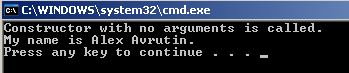 C:\WINDOWS\system32\cmd.exe
Constructor with no arguments is called.
My name is Alex Avrutin.
Press any key to continue . . .